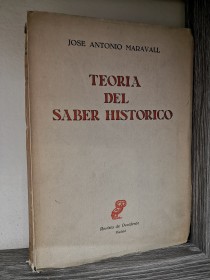 JOSE ANTONIO MARAVALL
TEORIA
DEL
SABER HISTORICO
Revista de Occidente
Madrid